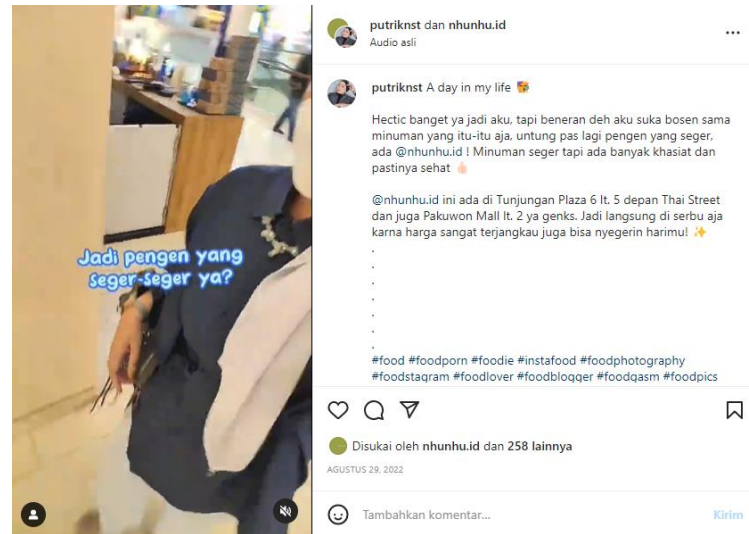 Jadi pengen yang
seger-seger ya?
putriknst dan nhunhu.id
Audio asli
putriknst A day in my life
Hectic banget ya jadi aku, tapi beneran deh aku suka bosen sama
minuman yang itu-itu aja, untung pas lagi pengen yang seger,
ada @nhunhu.id ! Minuman seger tapi ada banyak khasiat dan
pastinya sehat 👍🏻
@nhunhu.id ini ada di Tunjungan Plaza 6 lt. 5 depan Thai Street
dan juga Pakuwon Mall lt. 2 ya genks. Jadi langsung di serbu aja
karna harga sangat terjangkau juga bisa nyegerin harimu! ✨
.
.
.
.
.
.
#food #foodporn #foodie #instafood #foodphotography
#foodstagram #foodlover #foodblogger #foodgasm #foodpics
Disukai oleh nhunhu.id dan 258 lainnya
AGUSTUS 29, 2022
Tambahkan komentar...
Kirim